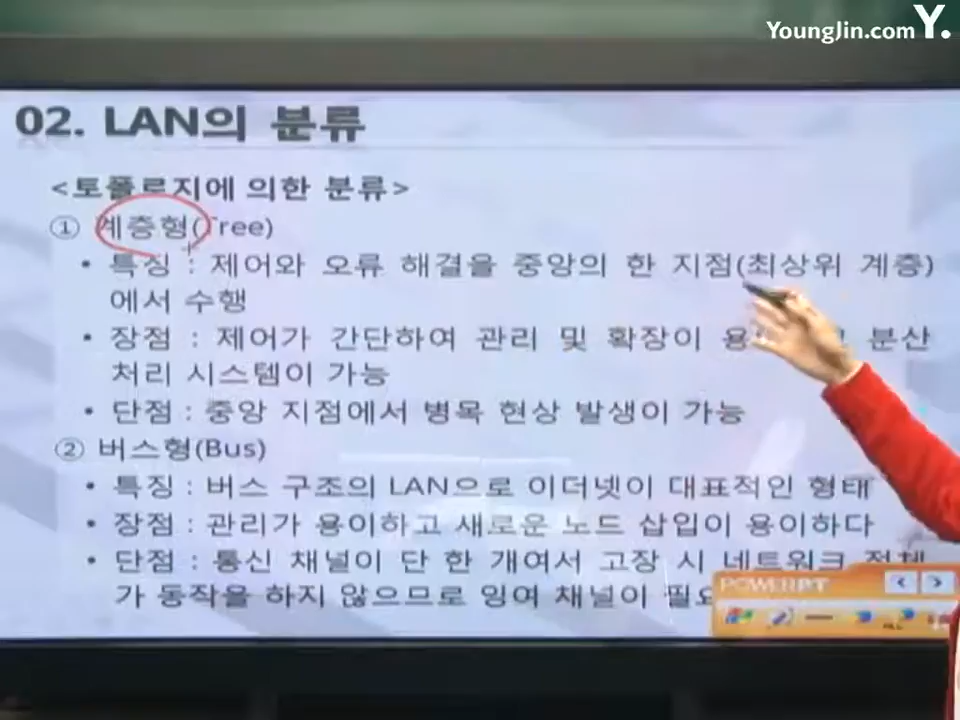 YoungJin.com Y.
02. LAN의 분류
<토폴로지에 의한 분류>
① 계층형(Tree)
• 특징 : 제어와 오류 해결을 중앙의 한 지점(최상위 계층)
에서 수행
• 장점 : 제어가 간단하여 관리 및 확장이 분산
처리 시스템이 가능
• 단점 : 중앙 지점에서 병목 현상 발생이 가능
② 버스형(Bus)
• 특징 : 버스 구조의 LAN으로 이더넷이 대표적인 형태
• 장점 : 관리가 용이하고 새로운 노드 삽입이 용이하다
• 단점 : 통신 채널이 단 한 개여서 고장 시 네트워크 전체
가 동작을 하지 않으므로 잉여 채널이
POWERPT